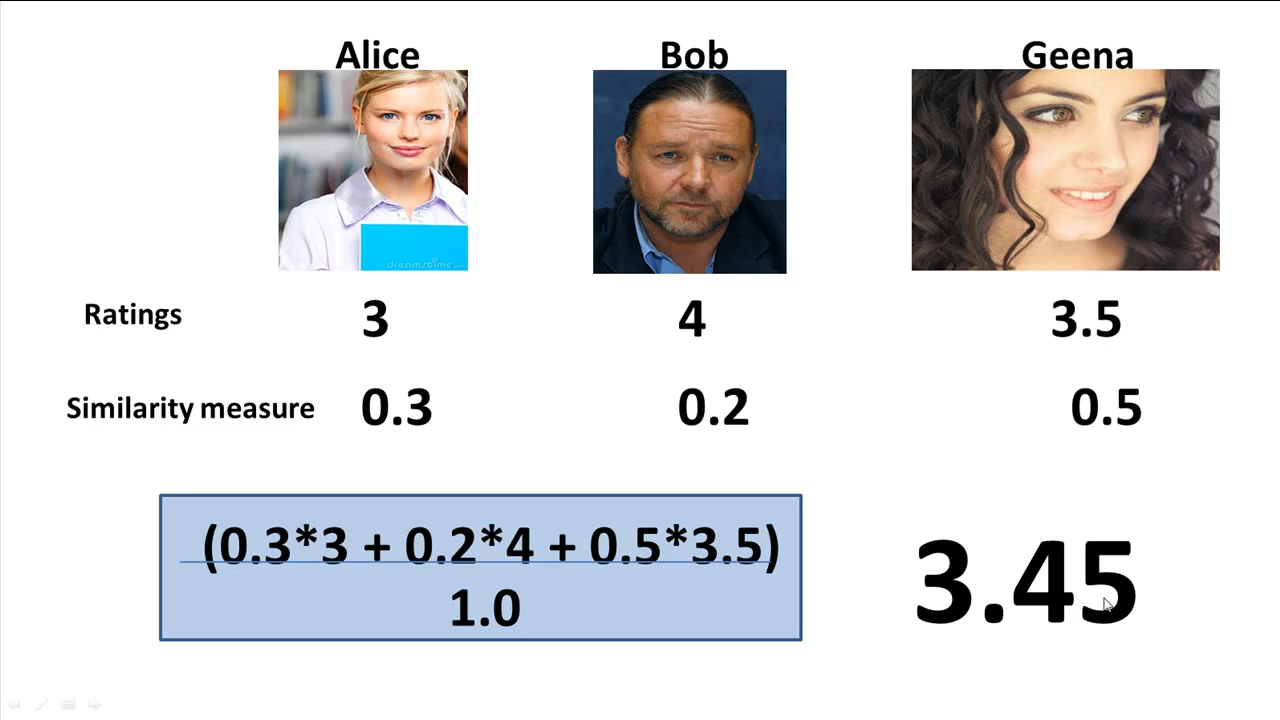 Alice Bob Geena
dreamstime
Ratings 3 4 3.5
Similarity measure 0.3 0.2 0.5
(0.3*3 + 0.2*4 + 0.5*3.5)
1.0
3.45